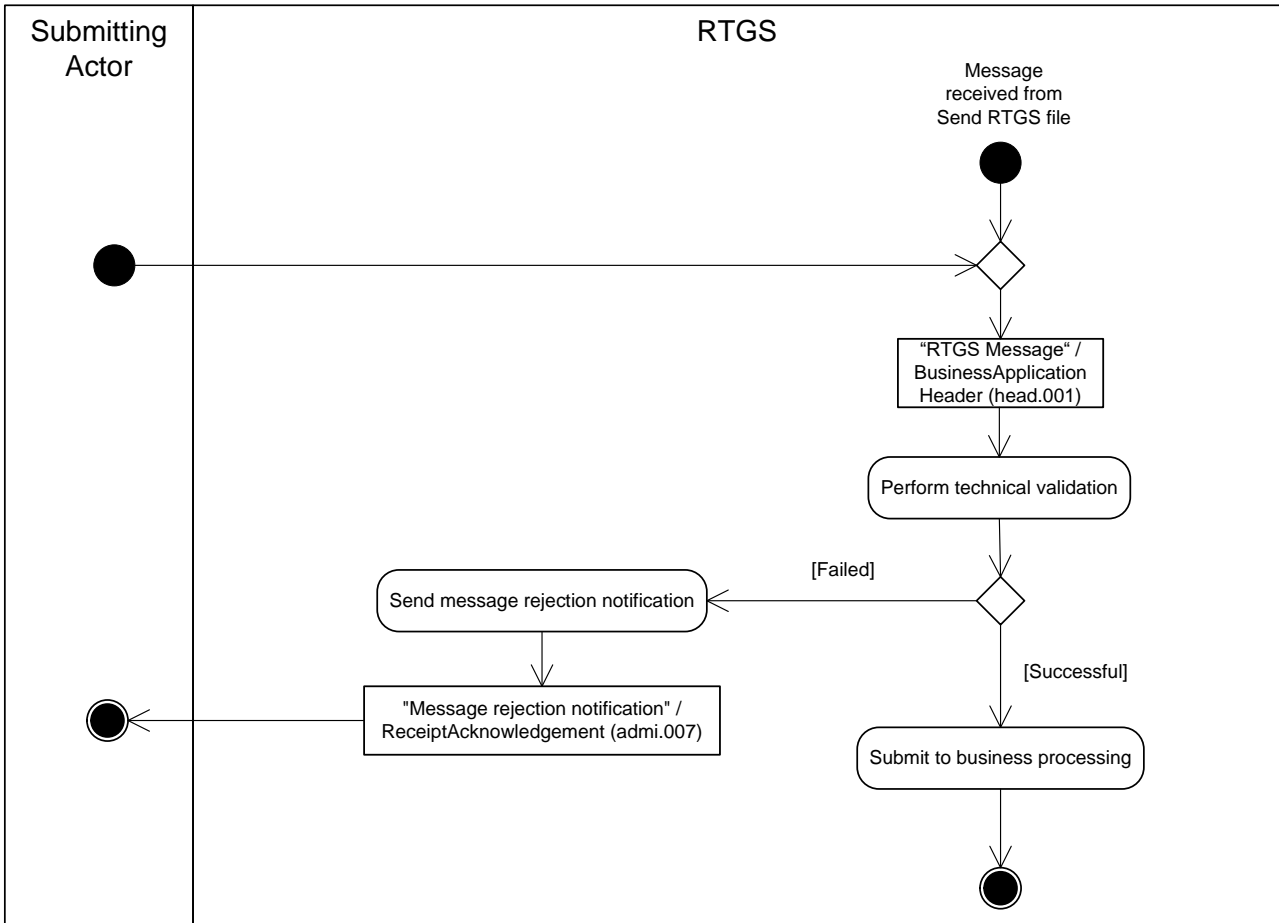 Submitting
Actor
RTGS
Message
received from
Send RTGS file
“RTGS Message“ /
BusinessApplication
Header (head.001)
Perform technical validation
[Failed]
Send message rejection notification
[Successful]
"Message rejection notification" /
ReceiptAcknowledgement (admi.007)
Submit to business processing